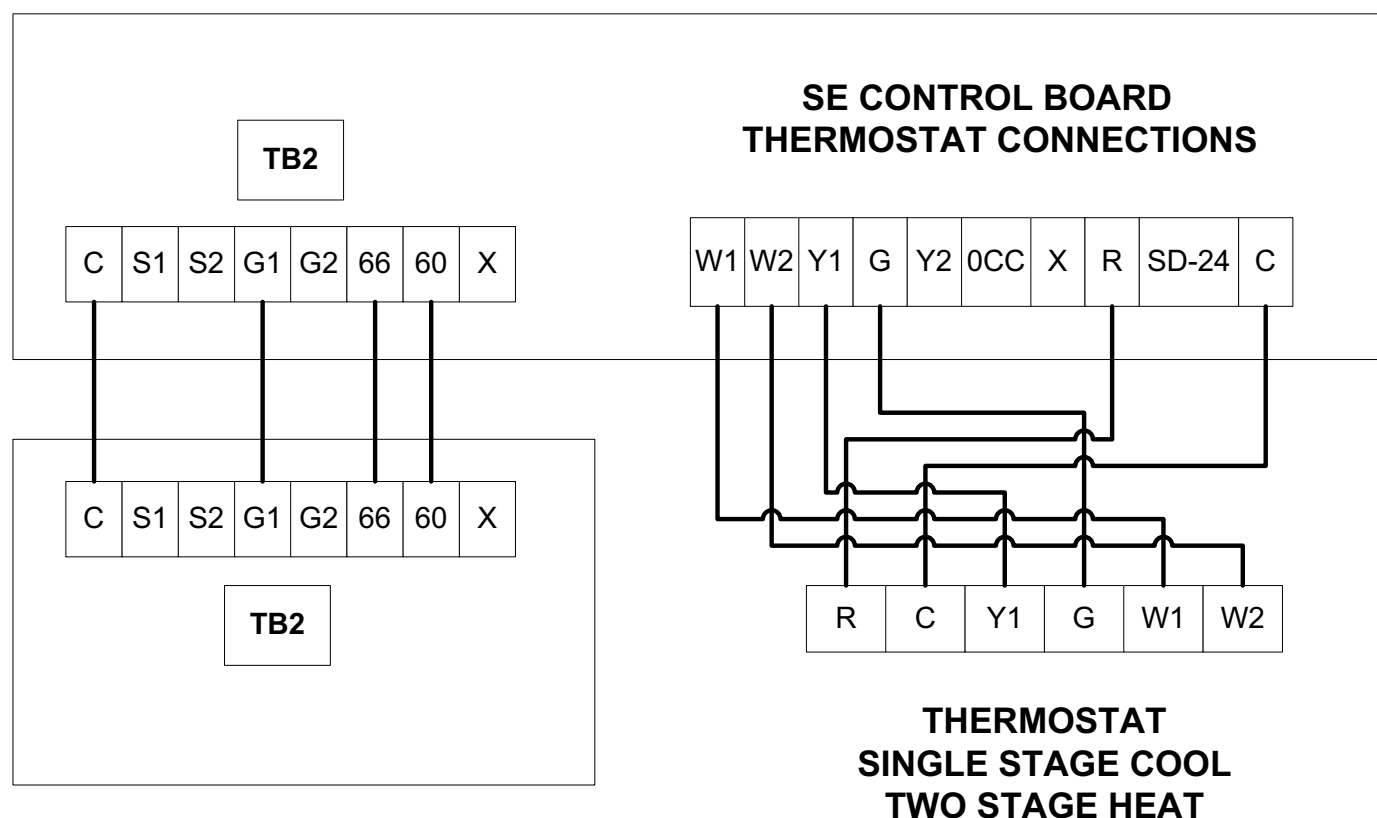 SE CONTROL BOARD
THERMOSTAT CONNECTIONS
TB2
C S1 S2 G1 G2 66 60 X
W1 W2 Y1 G Y2 0CC X R SD-24 C
C S1 S2 G1 G2 66 60 X
TB2
R C Y1 G W1 W2
THERMOSTAT
SINGLE STAGE COOL
TWO STAGE HEAT